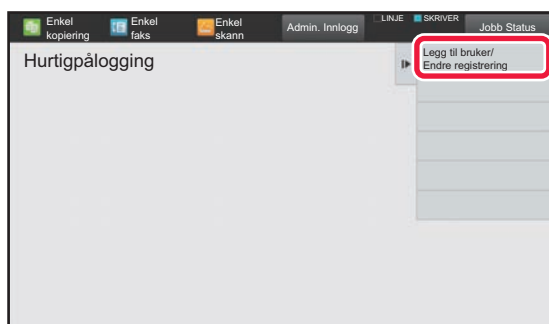 Enkel
kopiering
Enkel
faks
Enkel
skann
Admin. Innlogg
LINJE
SKRIVER
Jobb Status
Hurtigpålogging
Legg til bruker/
Endre registrering